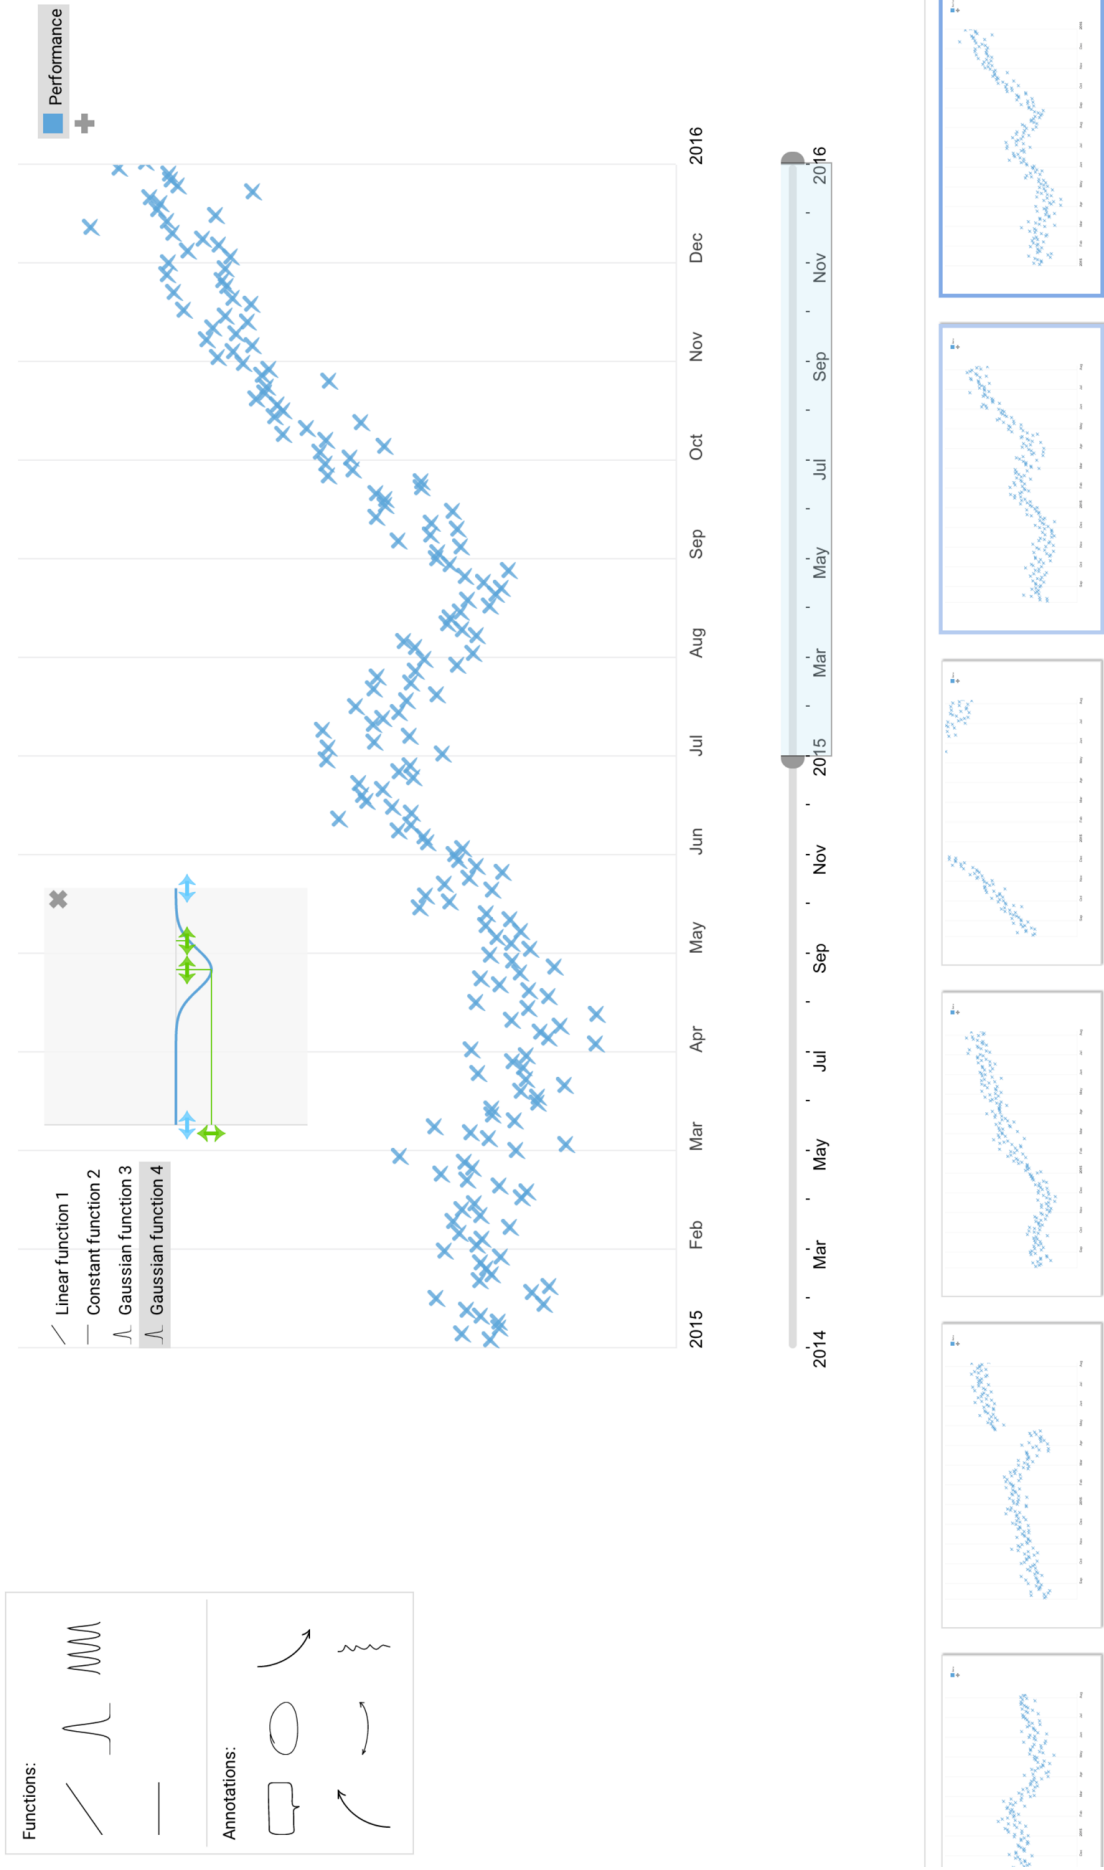 Functions:
Annotations:
Linear function 1
Constant function 2
Gaussian function 3
Gaussian function 4
Performance
2015
Feb
Mar
Apr
May
Jun
Jul
Aug
Sep
Oct
Nov
Dec
2016
2014
Mar
May
Jul
Sep
Nov
2015
Mar
May
Jul
Sep
Nov
2016